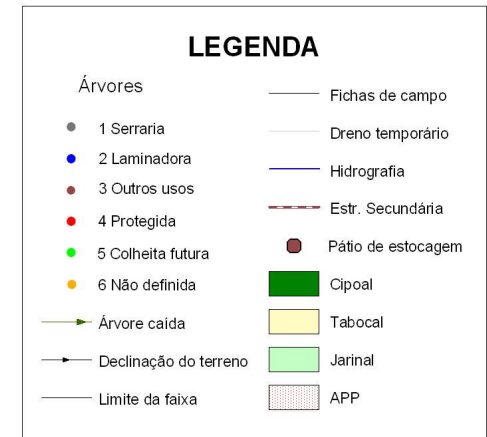 LEGENDA
Árvores
1 Serraria
2 Laminadora
3 Outros usos
4 Protegida
5 Colheita futura
6 Não definida
Árvore caída
Declinação do terreno
Limite da faixa
Fichas de campo
Dreno temporário
Hidrografia
Estr. Secundária
Pátio de estocagem
Cipoal
Tabocal
Jarinal
APP